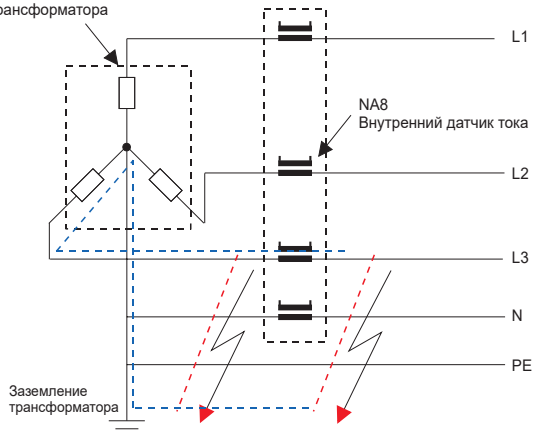 трансформатора
L1
NA8
Внутренний датчик тока
L2
L3
N
PE
Заземление
трансформатора